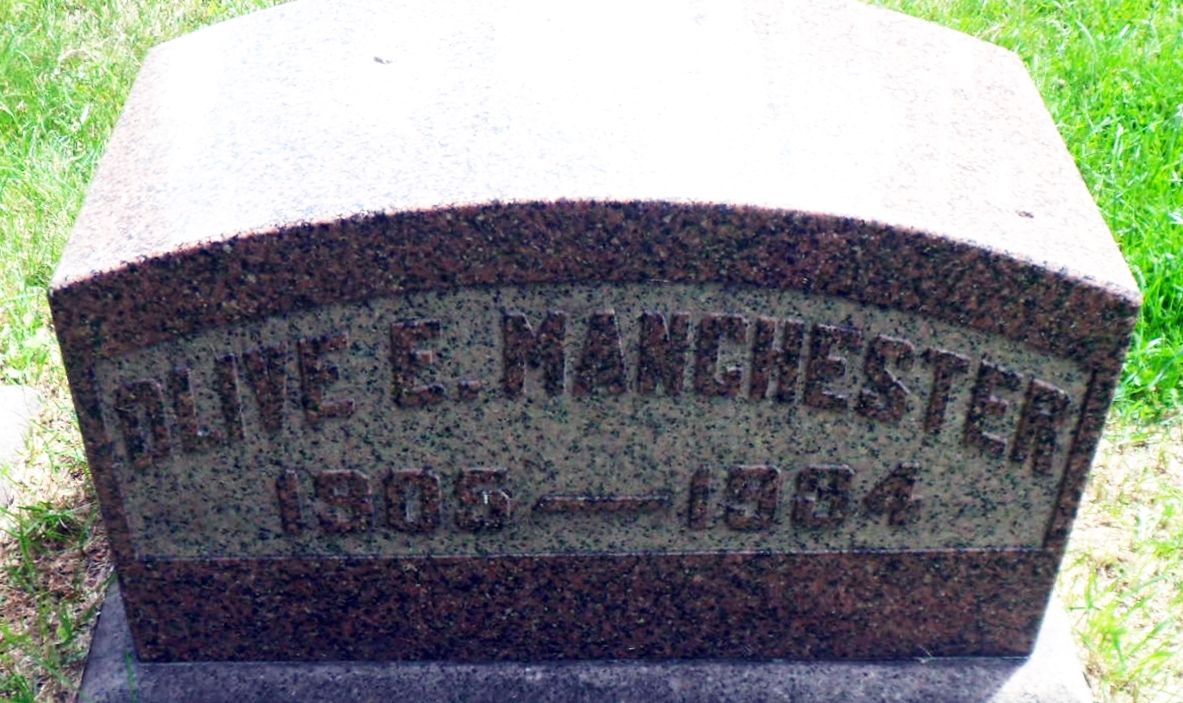 OLIVE E. MANCHESTER
1905 — 1984